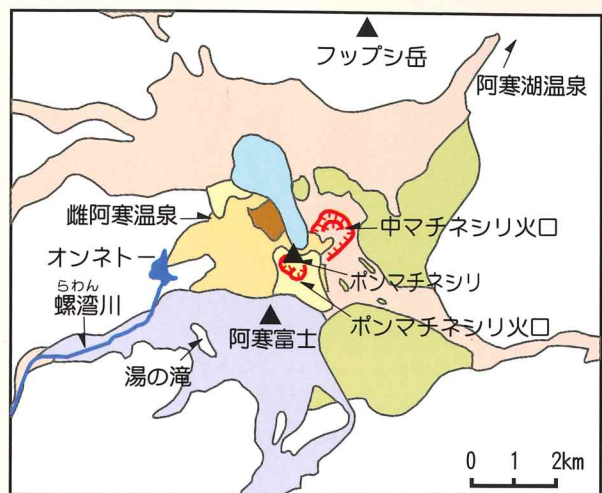 フップシ岳
阿寒湖温泉
雌阿寒温泉
中マチネシリ火口
オンネトー
ポンマチネシリ
らわん
螺湾川
ポンマチネシリ火口
阿寒富士
湯の滝
0 1 2km